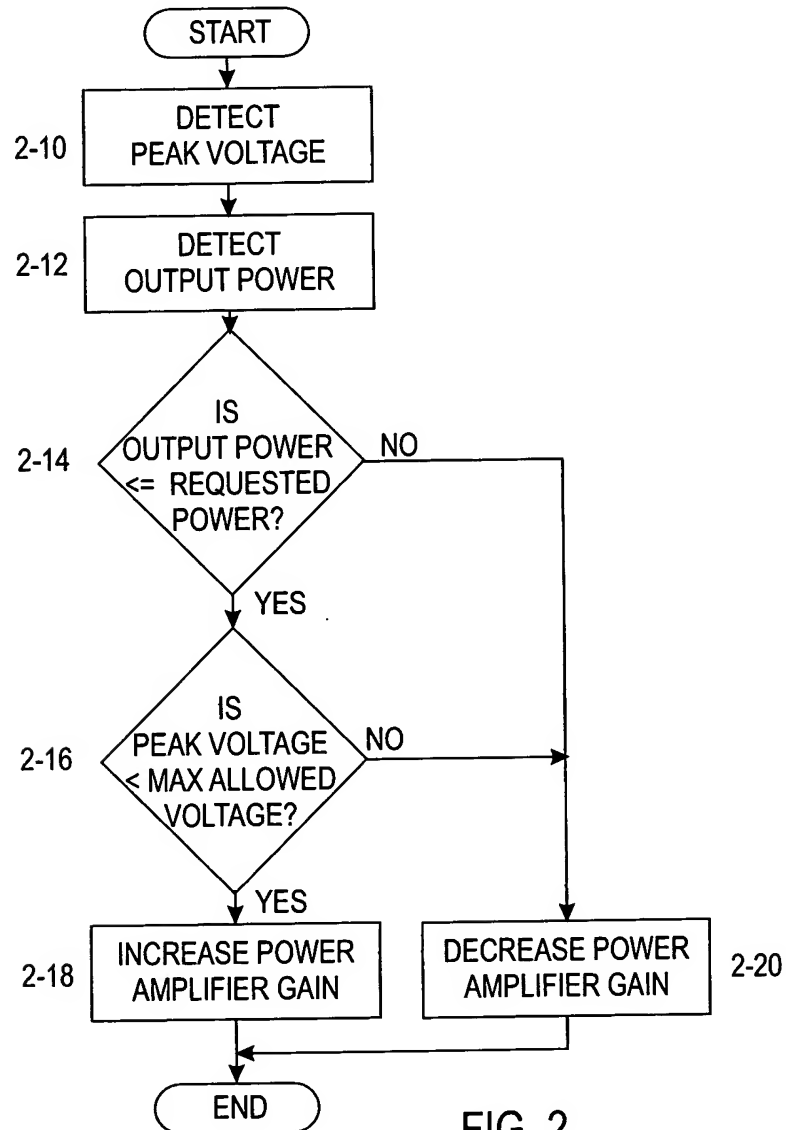 START
DETECT
PEAK VOLTAGE
2-10
DETECT
OUTPUT POWER
2-12
IS
OUTPUT POWER
<= REQUESTED
POWER?
2-14
NO
YES
IS
PEAK VOLTAGE
< MAX ALLOWED
VOLTAGE?
2-16
NO
YES
INCREASE POWER
AMPLIFIER GAIN
2-18
DECREASE POWER
AMPLIFIER GAIN
2-20
END
FIG. 2